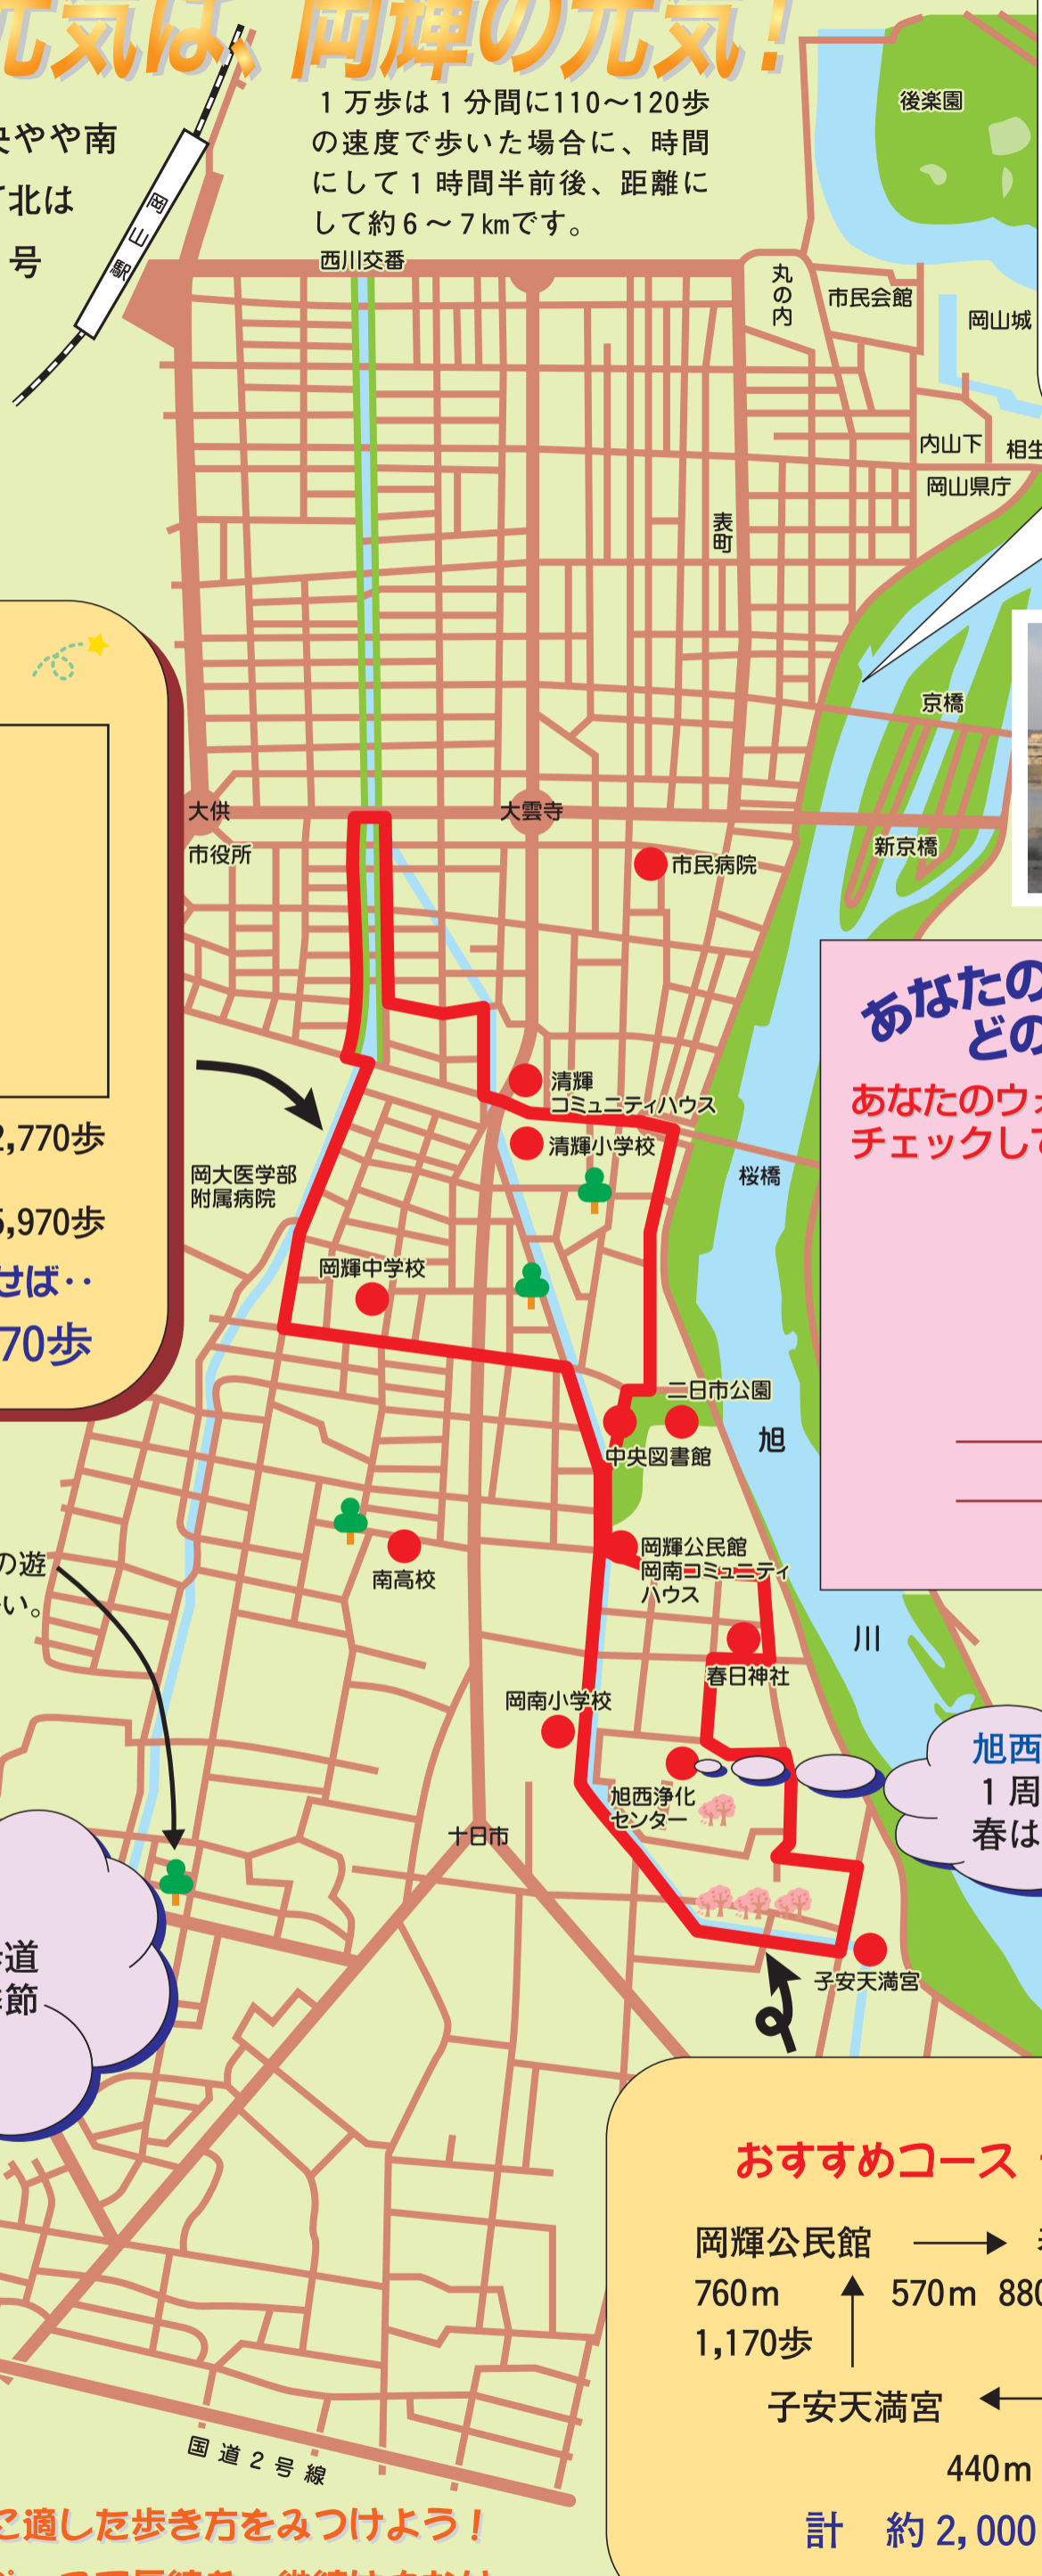 元気は、岡輝の元気！
１万歩は１分間に110～120歩
の速度で歩いた場合に、時間
にして１時間半前後、距離に
して約６～７kmです。
央やや南
北は
号
岡山駅
西川交番
後楽園
丸の内
市民会館
岡山城
内山下
相生
岡山県庁
表町
京橋
大供
大雲寺
新京橋
市役所
市民病院
あなたの
どの
あなたのウォ
チェックして
2,770歩
5,970歩
せば‥
70歩
清輝
コミュニティハウス
清輝小学校
桜橋
岡大医学部
附属病院
岡輝中学校
二日市公園
中央図書館
旭
川
岡輝公民館
岡南コミュニティ
ハウス
南高校
の遊
い。
春日神社
岡南小学校
旭西浄化
センター
旭西
１周
春は
十日市
子安天満宮
道
節
おすすめコース
岡輝公民館
760m
570m
880
1,170歩
子安天満宮
440m
計　約2,000
国道２号線
に適した歩き方をみつけよう！